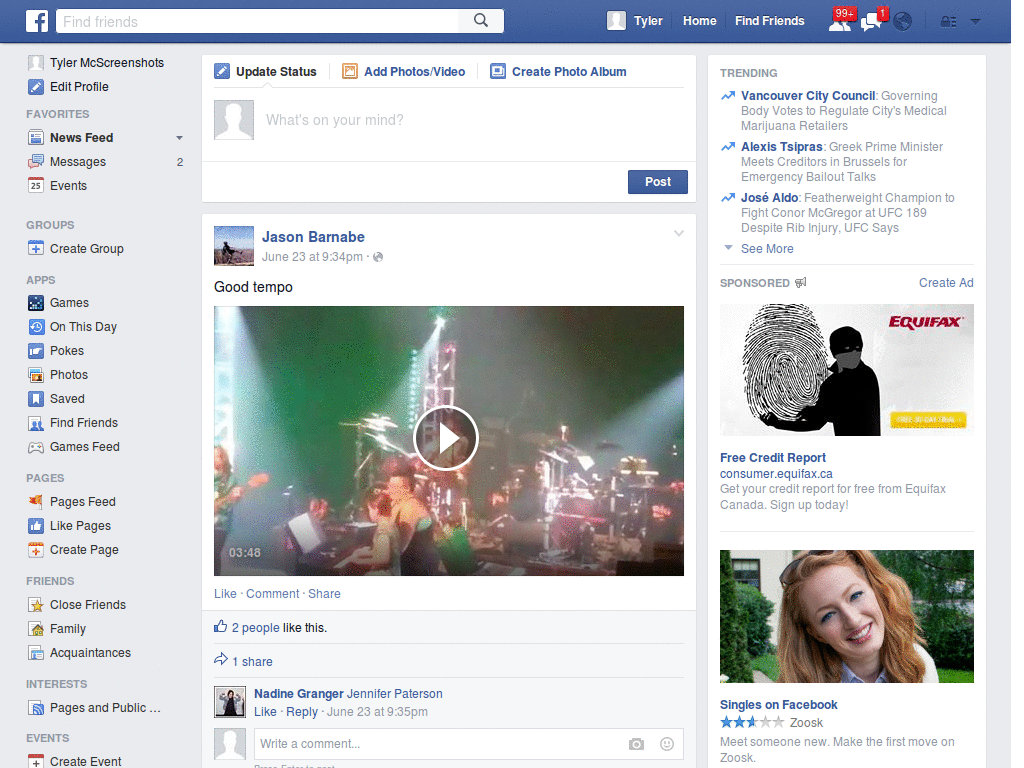 Find friends
Tyler
Home
Find Friends
99+
1
Tyler McScreenshots
Edit Profile
FAVORITES
News Feed
Messages 2
25 Events
GROUPS
Create Group
APPS
Games
On This Day
Pokes
Photos
Saved
Find Friends
Games Feed
PAGES
Pages Feed
Like Pages
Create Page
FRIENDS
Close Friends
Family
Acquaintances
INTERESTS
Pages and Public ...
EVENTS
Create Event
Update Status
Add Photos/Video
Create Photo Album
What's on your mind?
Post
Jason Barnabe
June 23 at 9:34pm ·
Good tempo
03:48
Like · Comment · Share
2 people like this.
1 share
Nadine Granger Jennifer Paterson
Like · Reply · June 23 at 9:35pm
Write a comment...
Press Enter to post.
TRENDING
Vancouver City Council: Governing
Body Votes to Regulate City's Medical
Marijuana Retailers
Alexis Tsipras: Greek Prime Minister
Meets Creditors in Brussels for
Emergency Bailout Talks
José Aldo: Featherweight Champion to
Fight Conor McGregor at UFC 189
Despite Rib Injury, UFC Says
See More
SPONSORED
Create Ad
EQUIFAX
FREE 30-DAY TRIAL
Free Credit Report
consumer.equifax.ca
Get your credit report for free from Equifax
Canada. Sign up today!
Singles on Facebook
Zoosk
Meet someone new. Make the first move on
Zoosk.